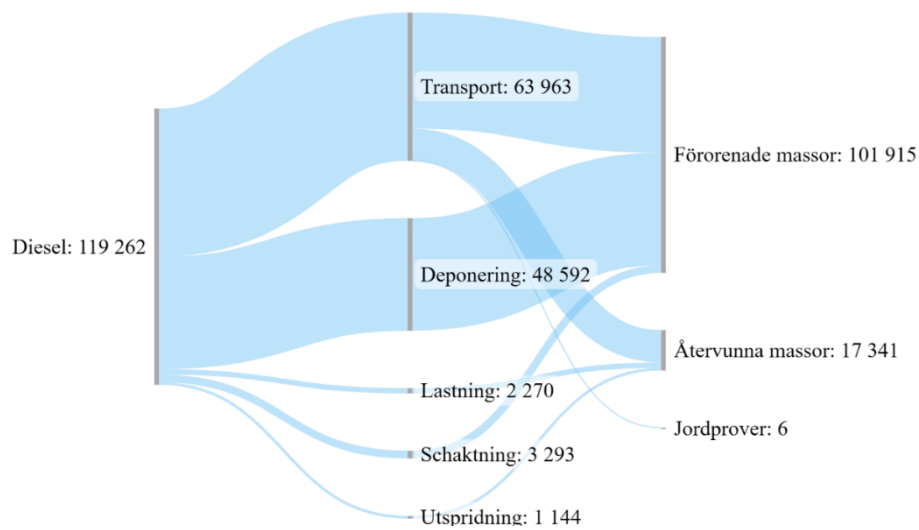 Transport: 63 963
Förorenade massor: 101 915
Diesel: 119 262
Deponering: 48 592
Återvunna massor: 17 341
Lastning: 2 270
Jordprover: 6
Schaktning: 3 293
Utspridning: 1 144